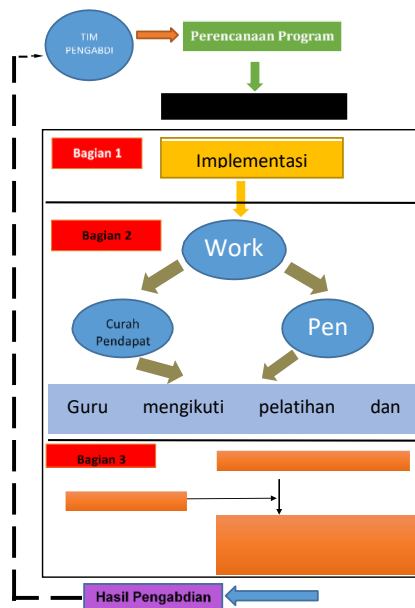 TIM
PENGABDI
Perencanaan Program
Bagian 1
Implementasi
Bagian 2
Work
Curah
Pendapat
Pen
Guru mengikuti pelatihan dan
Bagian 3
Hasil Pengabdian